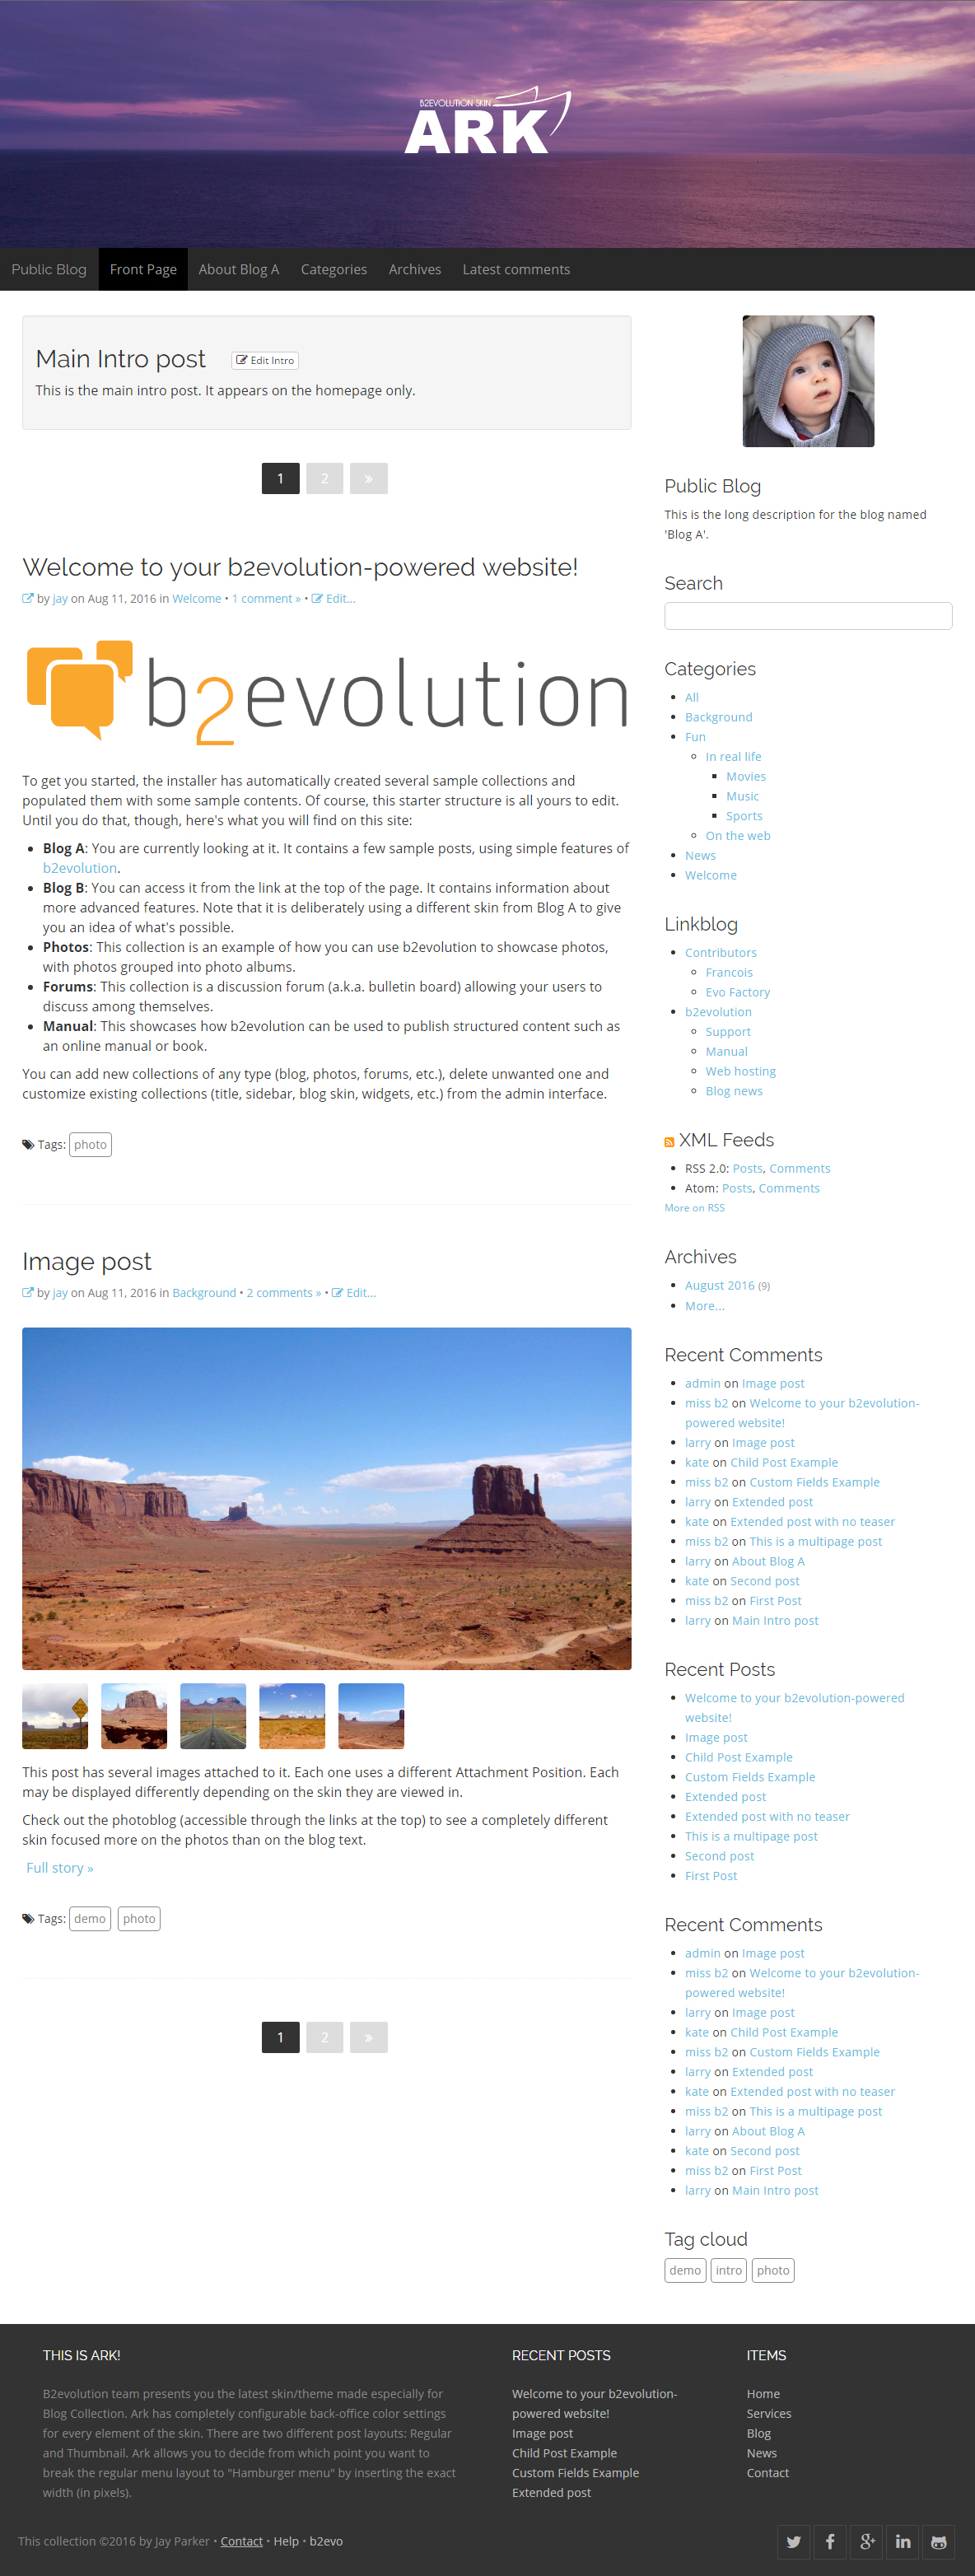 B2EVOLUTION SKIN
ARK
Public Blog Front Page About Blog A Categories Archives Latest comments
Main Intro post Edit Intro
This is the main intro post. It appears on the homepage only.
1 2 »
Welcome to your b2evolution-powered website!
by jay on Aug 11, 2016 in Welcome • 1 comment » • Edit...
b2evolution
To get you started, the installer has automatically created several sample collections and
populated them with some sample contents. Of course, this starter structure is all yours to edit.
Until you do that, though, here's what you will find on this site:
• Blog A: You are currently looking at it. It contains a few sample posts, using simple features of
b2evolution.
• Blog B: You can access it from the link at the top of the page. It contains information about
more advanced features. Note that it is deliberately using a different skin from Blog A to give
you an idea of what's possible.
• Photos: This collection is an example of how you can use b2evolution to showcase photos,
with photos grouped into photo albums.
• Forums: This collection is a discussion forum (a.k.a. bulletin board) allowing your users to
discuss among themselves.
• Manual: This showcases how b2evolution can be used to publish structured content such as
an online manual or book.
You can add new collections of any type (blog, photos, forums, etc.), delete unwanted one and
customize existing collections (title, sidebar, blog skin, widgets, etc.) from the admin interface.
Tags: photo
Image post
by jay on Aug 11, 2016 in Background • 2 comments » • Edit...
This post has several images attached to it. Each one uses a different Attachment Position. Each
may be displayed differently depending on the skin they are viewed in.
Check out the photoblog (accessible through the links at the top) to see a completely different
skin focused more on the photos than on the blog text.
Full story »
Tags: demo photo
1 2 »
Public Blog
This is the long description for the blog named
'Blog A'.
Search
Categories
All
Background
Fun
In real life
Movies
Music
Sports
On the web
News
Welcome
Linkblog
Contributors
Francois
Evo Factory
b2evolution
Support
Manual
Web hosting
Blog news
XML Feeds
RSS 2.0: Posts, Comments
Atom: Posts, Comments
More on RSS
Archives
August 2016 (9)
More...
Recent Comments
admin on Image post
miss b2 on Welcome to your b2evolution-
powered website!
larry on Image post
kate on Child Post Example
miss b2 on Custom Fields Example
larry on Extended post
kate on Extended post with no teaser
miss b2 on This is a multipage post
larry on About Blog A
kate on Second post
miss b2 on First Post
larry on Main Intro post
Recent Posts
Welcome to your b2evolution-powered
website!
Image post
Child Post Example
Custom Fields Example
Extended post
Extended post with no teaser
This is a multipage post
Second post
First Post
Recent Comments
admin on Image post
miss b2 on Welcome to your b2evolution-
powered website!
larry on Image post
kate on Child Post Example
miss b2 on Custom Fields Example
larry on Extended post
kate on Extended post with no teaser
miss b2 on This is a multipage post
larry on About Blog A
kate on Second post
miss b2 on First Post
larry on Main Intro post
Tag cloud
demo intro photo
THIS IS ARK!
B2evolution team presents you the latest skin/theme made especially for
Blog Collection. Ark has completely configurable back-office color settings
for every element of the skin. There are two different post layouts: Regular
and Thumbnail. Ark allows you to decide from which point you want to
break the regular menu layout to "Hamburger menu" by inserting the exact
width (in pixels).
RECENT POSTS
Welcome to your b2evolution-
powered website!
Image post
Child Post Example
Custom Fields Example
Extended post
ITEMS
Home
Services
Blog
News
Contact
This collection ©2016 by Jay Parker • Contact • Help • b2evo